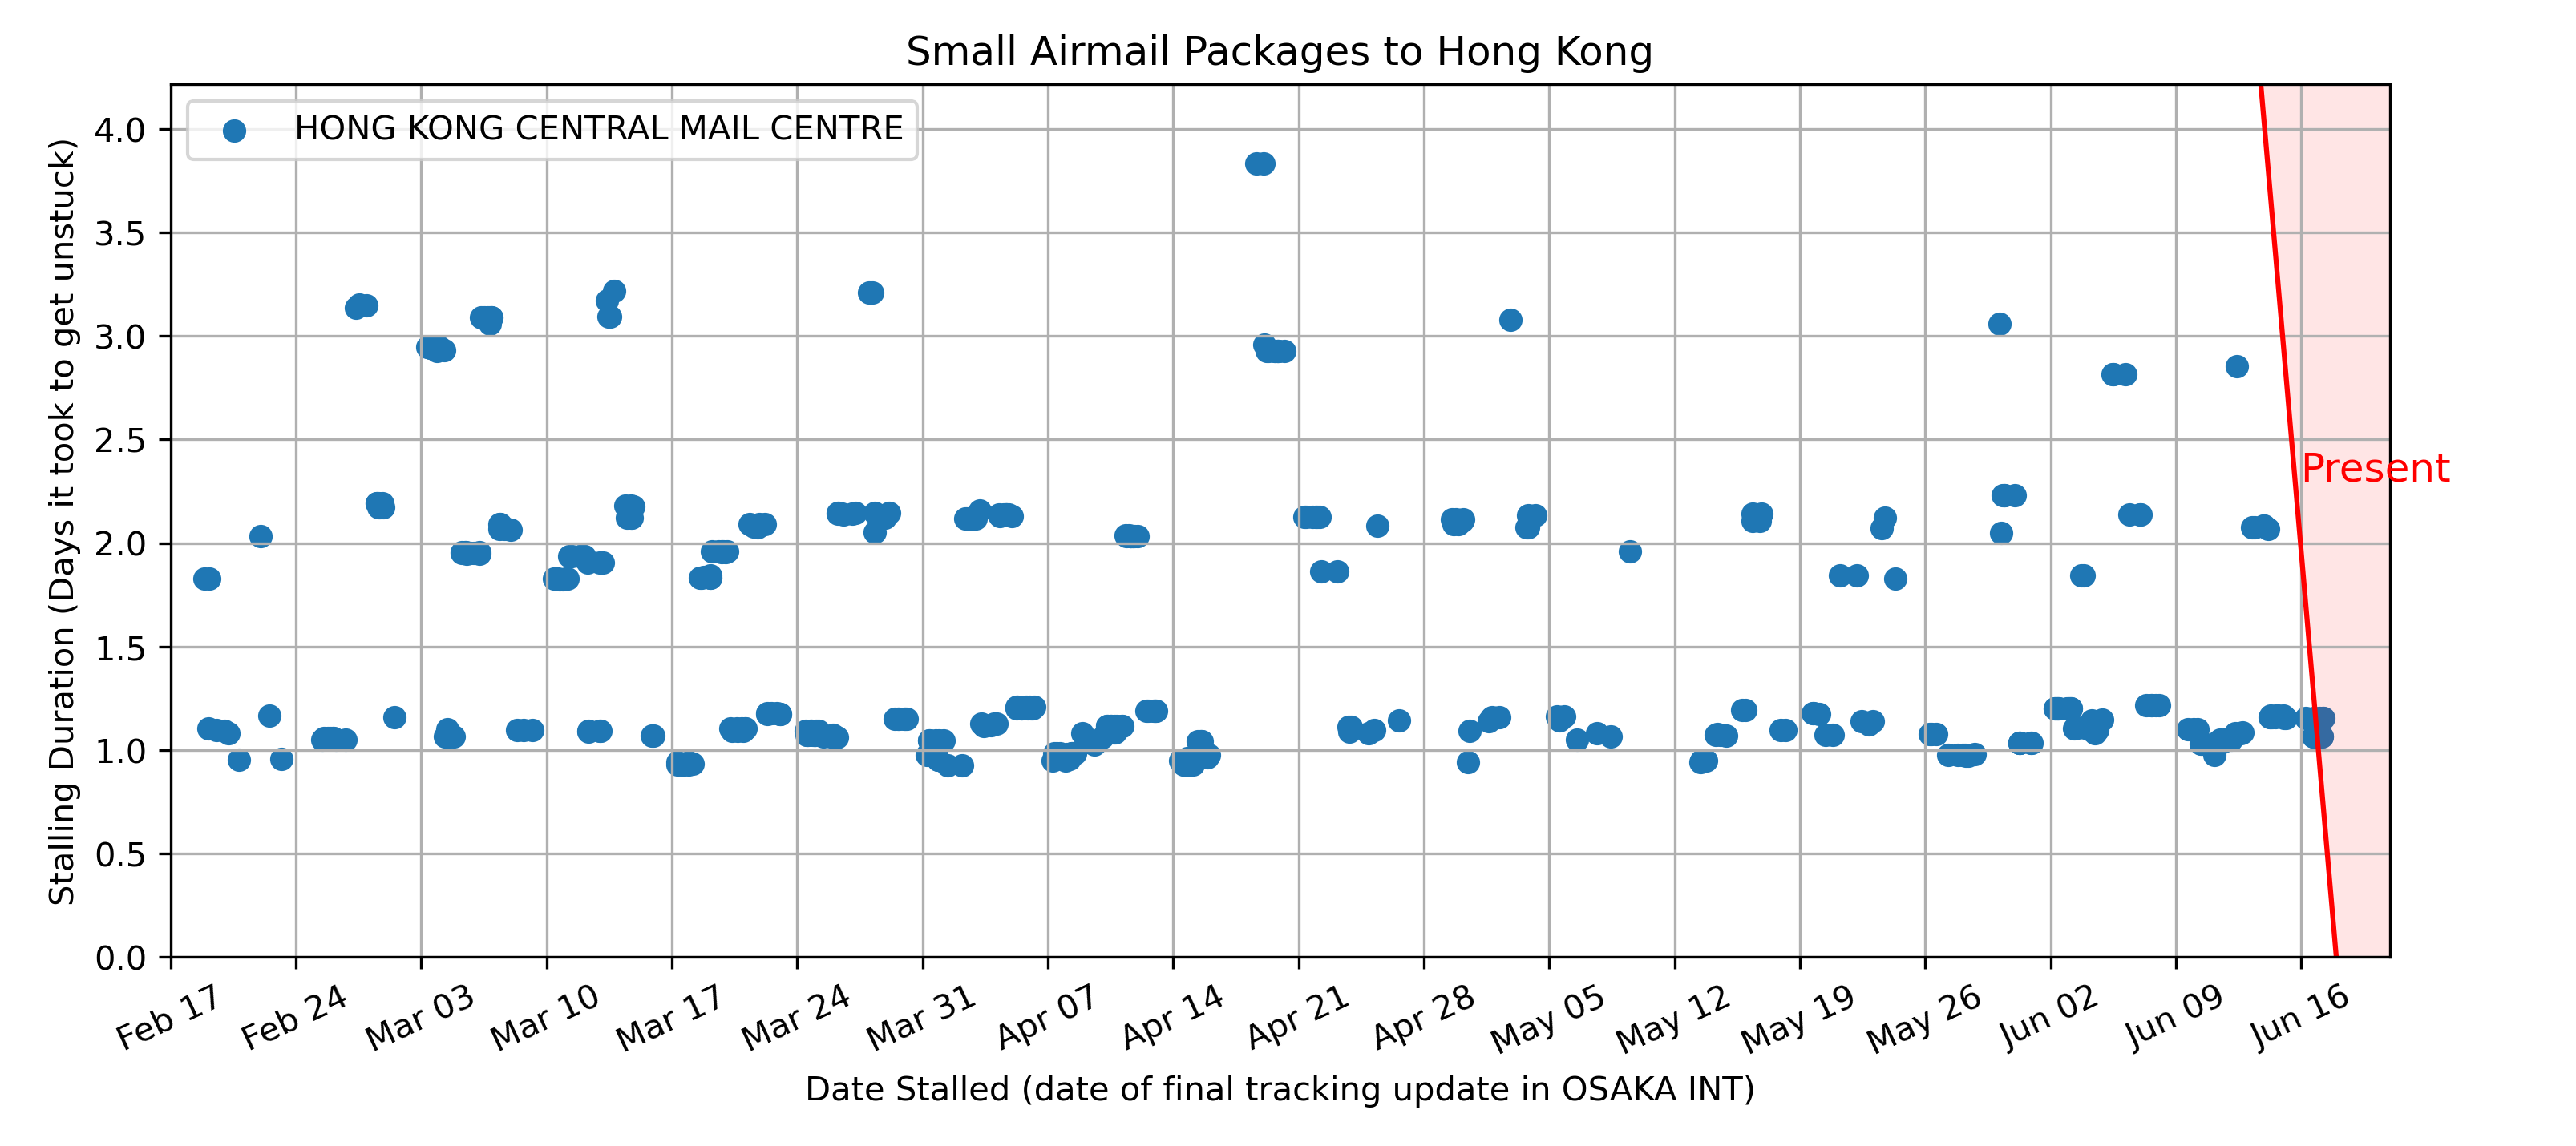 Small Airmail Packages to Hong Kong
HONG KONG CENTRAL MAIL CENTRE
4.0
3.5
3.0
2.5
2.0
1.5
1.0
0.5
0.0
Stalling Duration (Days it took to get unstuck)
Present
Feb 17
Feb 24
Mar 03
Mar 10
Mar 17
Mar 24
Mar 31
Apr 07
Apr 14
Apr 21
Apr 28
May 05
May 12
May 19
May 26
Jun 02
Jun 09
Jun 16
Date Stalled (date of final tracking update in OSAKA INT)